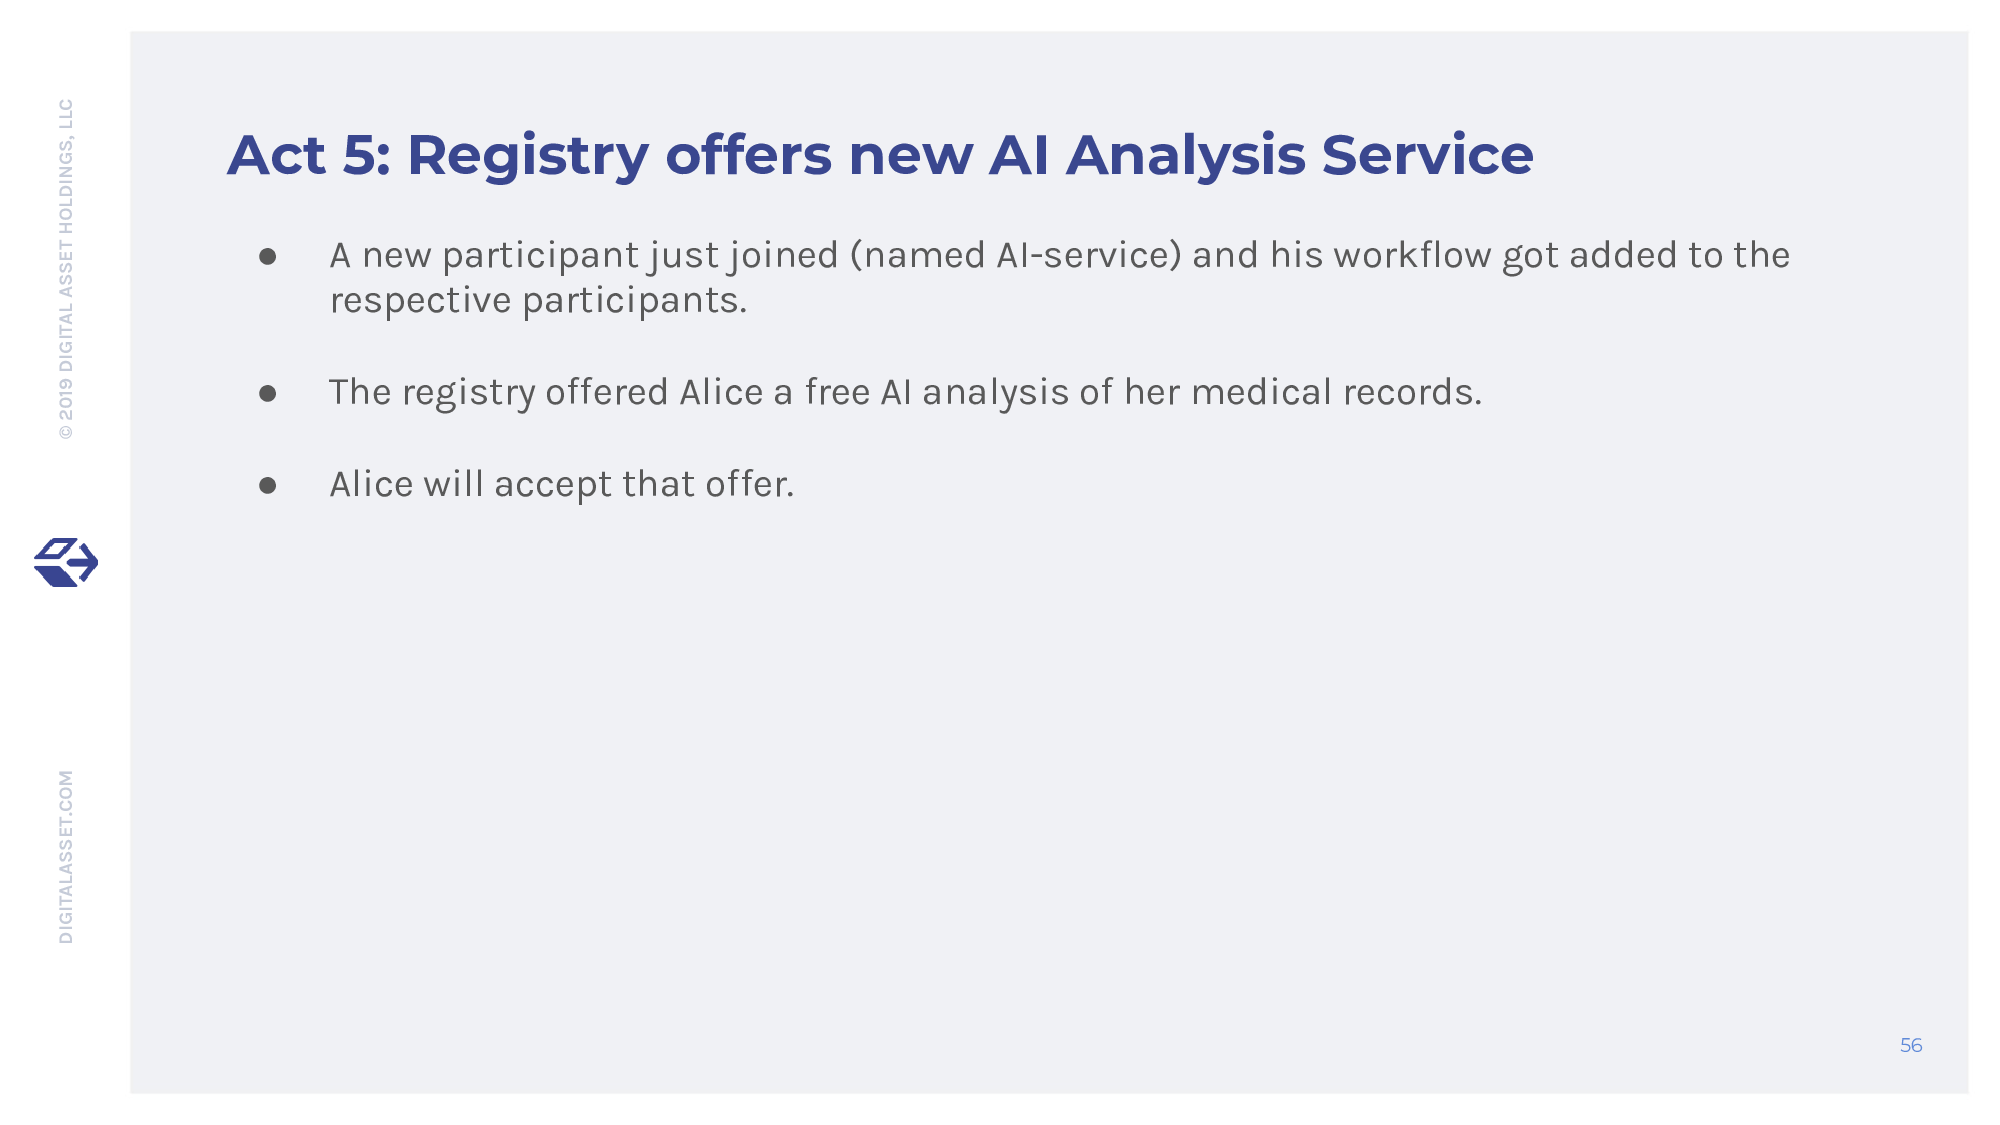 © 2019 DIGITAL ASSET HOLDINGS, LLC
DIGITALASSET.COM
Act 5: Registry offers new AI Analysis Service
● A new participant just joined (named AI-service) and his workflow got added to the
respective participants.
● The registry offered Alice a free AI analysis of her medical records.
● Alice will accept that offer.
56